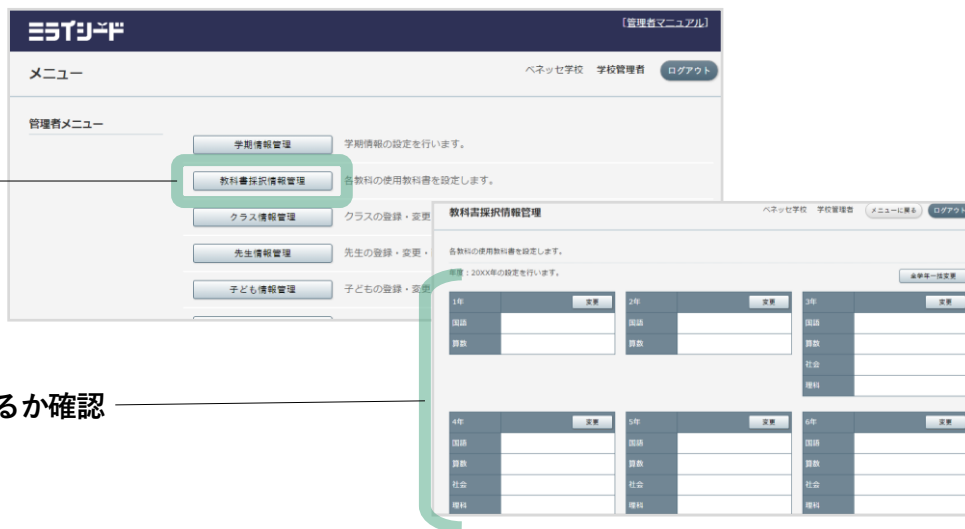 ミライシード
[管理者マニュアル]
メニュー
ベネッセ学校 学校管理者 ログアウト
管理者メニュー
学期情報管理 学期情報の設定を行います。
教科書採択情報管理 各教科の使用教科書を設定します。
クラス情報管理 クラスの登録・変更
先生情報管理 先生の登録・変更・
子ども情報管理 子どもの登録・変更
教科書採択情報管理
ベネッセ学校 学校管理者 メニューに戻る ログアウト
各教科の使用教科書を設定します。
年度：20XX年の設定を行います。
全学年一括変更
1年 変更 2年 変更 3年 変更
国語 国語 国語
算数 算数 算数
社会
理科
4年 変更 5年 変更 6年 変更
国語 国語 国語
算数 算数 算数
社会 社会 社会
理科 理科 理科
るか確認